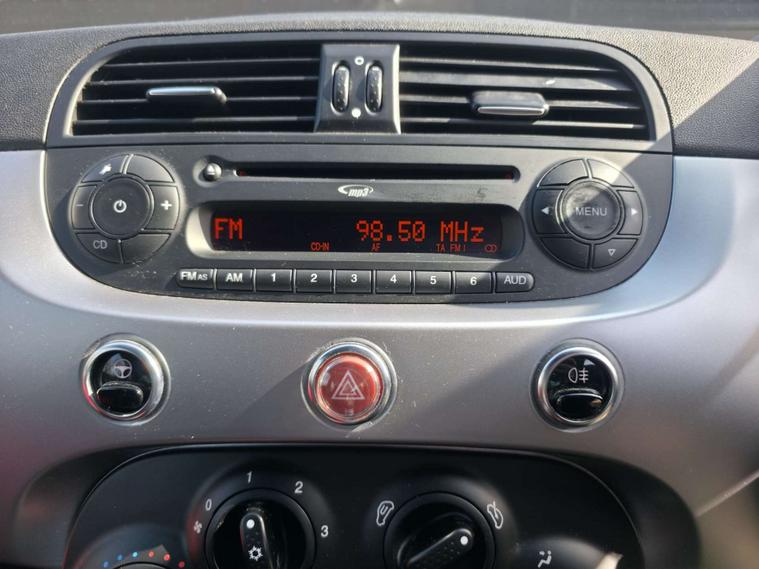 mp3
FM 98.50 MHz
CD-IN AF TA FM I CD
CD
MENU
FM AS AM 1 2 3 4 5 6 AUD
0 1 2 3